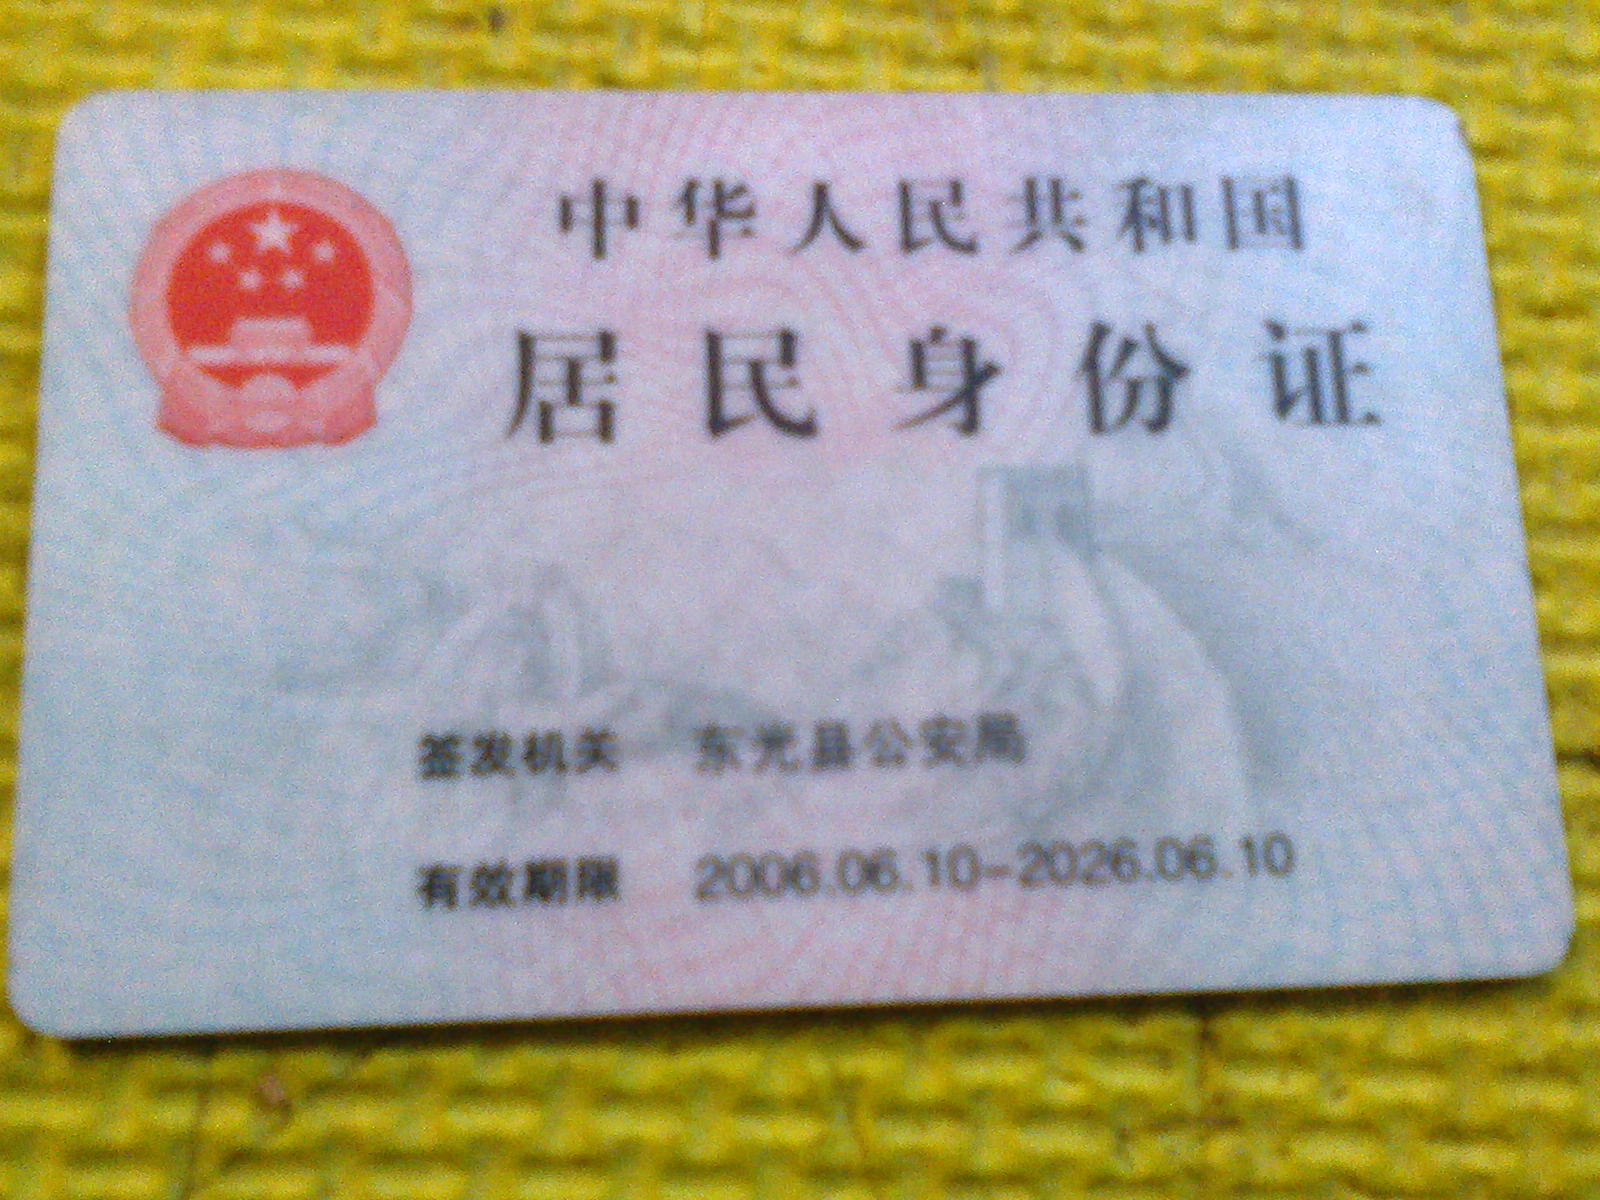 中华人民共和国
居民身份证
签发机关 东光县公安局
有效期限 2006.06.10-2026.06.10